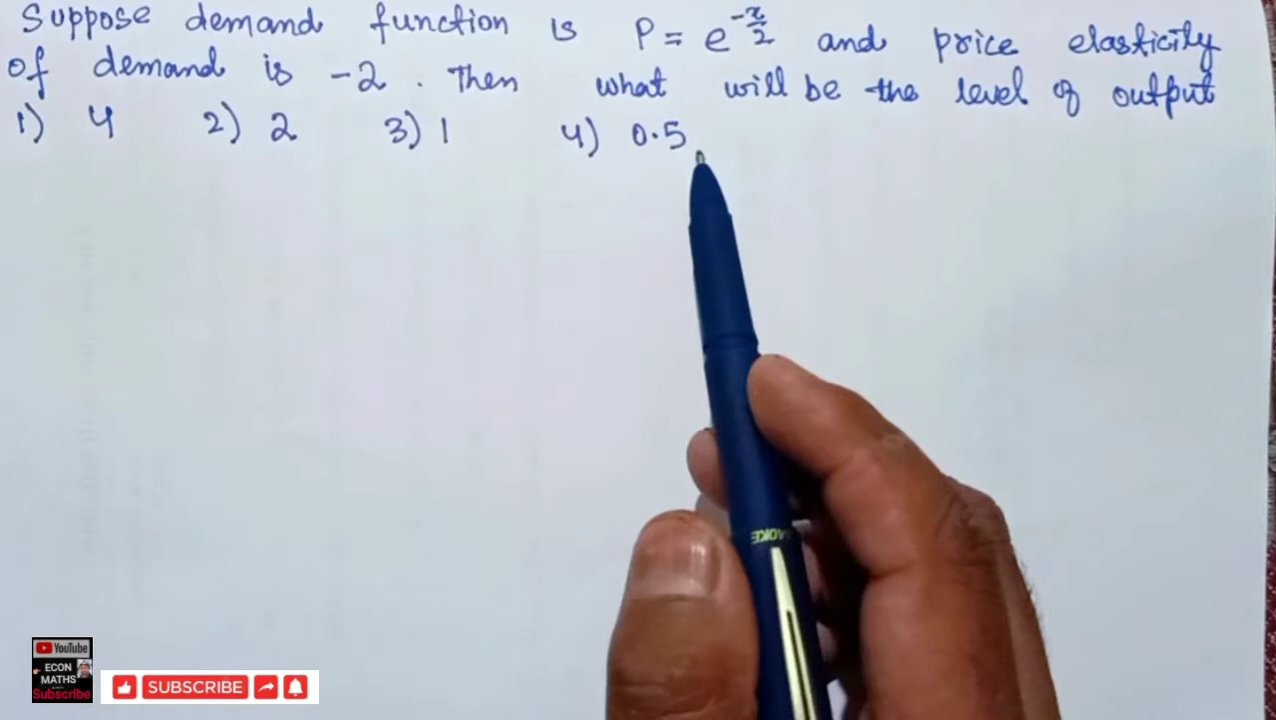 Suppose demand function is P = e^{-x/2} and price elasticity
of demand is -2. Then what will be the level of output
1) 4 2) 2 3) 1 4) 0.5
YouTube
ECON
MATHS
Subscribe
SUBSCRIBE